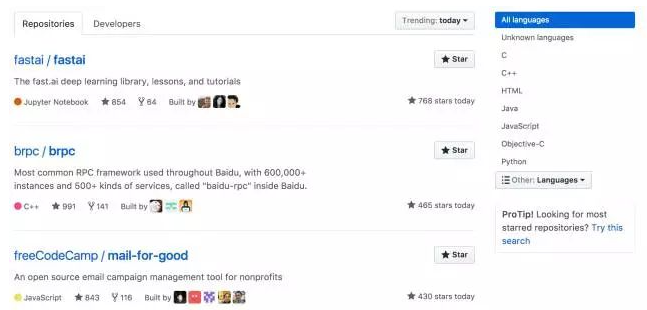 Repositories
Developers
Trending: today
fastai / fastai
Star
The fast.ai deep learning library, lessons, and tutorials
Jupyter Notebook 854 64 Built by 768 stars today
brpc / brpc
Star
Most common RPC framework used throughout Baidu, with 600,000+
instances and 500+ kinds of services, called "baidu-rpc" inside Baidu.
C++ 991 141 Built by 465 stars today
freeCodeCamp / mail-for-good
Star
An open source email campaign management tool for nonprofits
JavaScript 843 116 Built by 430 stars today
All languages
Unknown languages
C
C++
HTML
Java
JavaScript
Objective-C
Python
Other: Languages
ProTip! Looking for most
starred repositories? Try this
search